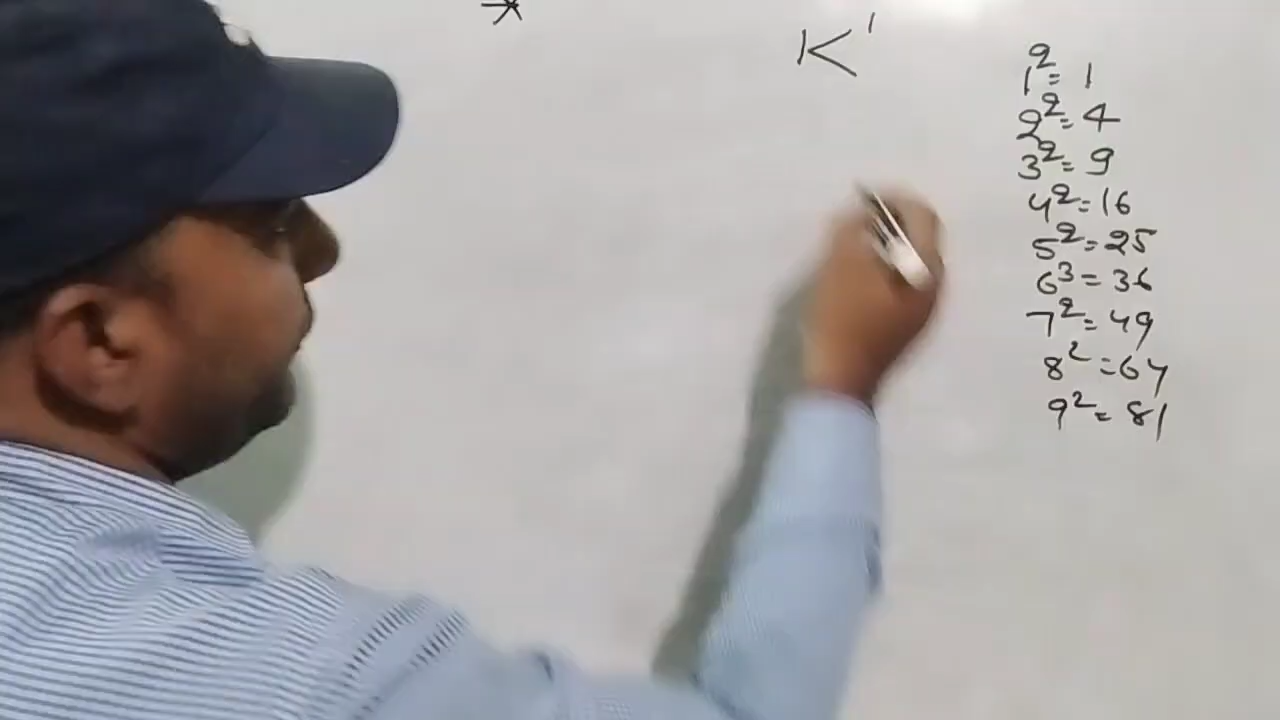 *
K'
1² = 1
2² = 4
3² = 9
4² = 16
5² = 25
6³ = 36
7² = 49
8² = 64
9² = 81